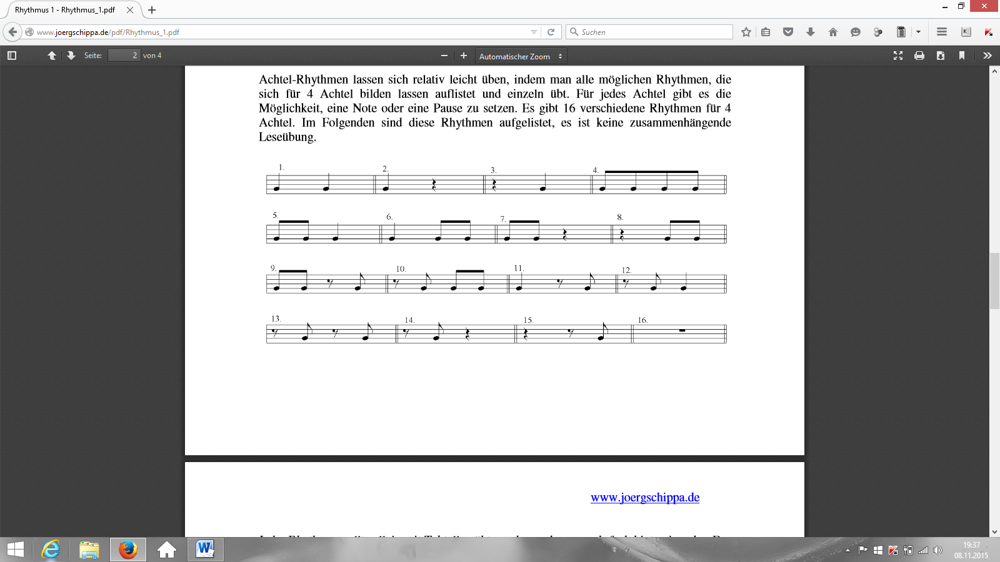 Rhythmus 1 - Rhythmus_1.pdf
www.joergschippa.de/pdf/Rhythmus_1.pdf
Suchen
Seite: 2 von 4
Automatischer Zoom
Achtel-Rhythmen lassen sich relativ leicht üben, indem man alle möglichen Rhythmen, die
sich für 4 Achtel bilden lassen auflistet und einzeln übt. Für jedes Achtel gibt es die
Möglichkeit, eine Note oder eine Pause zu setzen. Es gibt 16 verschiedene Rhythmen für 4
Achtel. Im Folgenden sind diese Rhythmen aufgelistet, es ist keine zusammenhängende
Leseübung.
1. 2. 3. 4.
5. 6. 7. 8.
9. 10. 11. 12.
13. 14. 15. 16.
www.joergschippa.de
19:37
08.11.2015